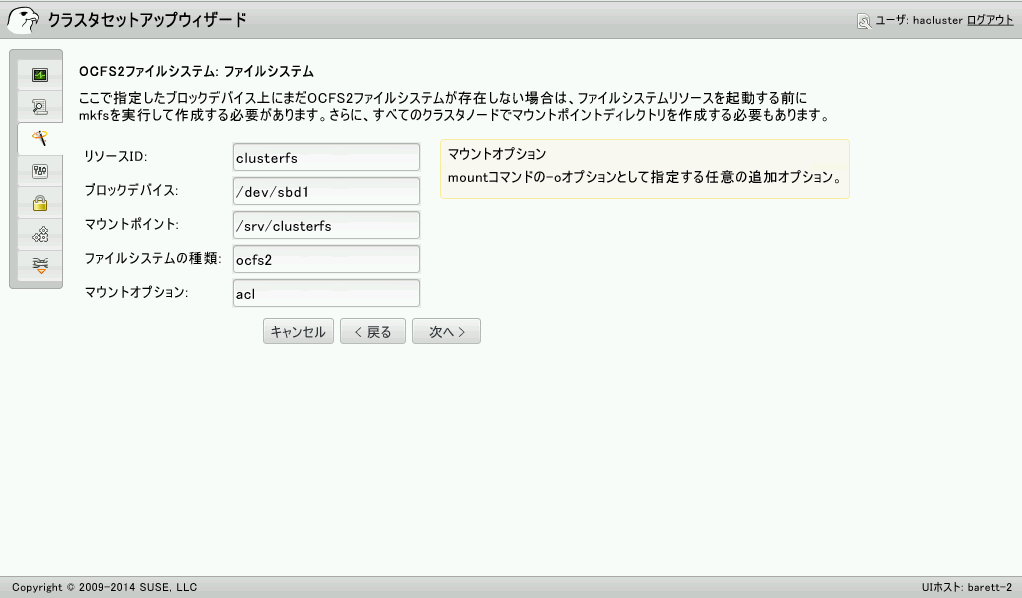 クラスタセットアップウィザード
ユーザ: hacluster ログアウト
OCFS2ファイルシステム: ファイルシステム
ここで指定したブロックデバイス上にまだOCFS2ファイルシステムが存在しない場合は、ファイルシステムリソースを起動する前に
mkfsを実行して作成する必要があります。さらに、すべてのクラスタノードでマウントポイントディレクトリを作成する必要もあります。
リソースID: clusterfs
ブロックデバイス: /dev/sbd1
マウントポイント: /srv/clusterfs
ファイルシステムの種類: ocfs2
マウントオプション: acl
マウントオプション
mountコマンドの-oオプションとして指定する任意の追加オプション。
キャンセル < 戻る 次へ >
Copyright © 2009-2014 SUSE, LLC
UIホスト: barett-2